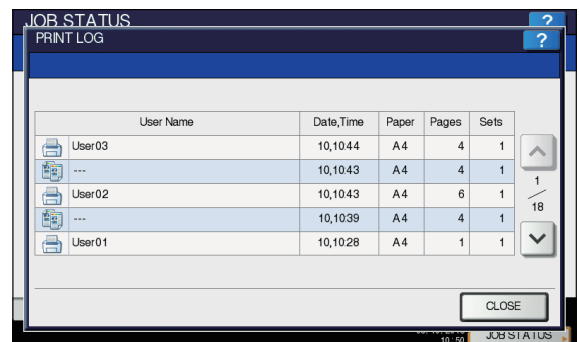 JOB STATUS ?
PRINT LOG ?
User Name Date,Time Paper Pages Sets
User03 10,10:44 A4 4 1
--- 10,10:43 A4 4 1
User02 10,10:43 A4 6 1
--- 10,10:39 A4 4 1
User01 10,10:28 A4 1 1
1
18
CLOSE
10:50 JOB STATUS